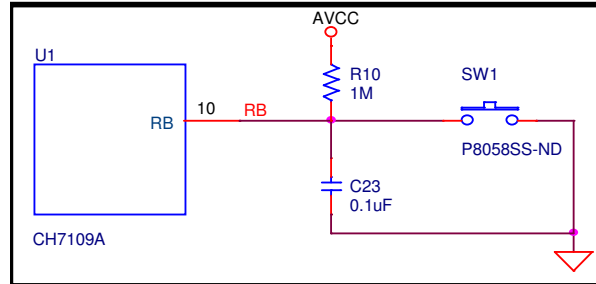 AVCC
U1
R10
1M
SW1
10
RB
RB
P8058SS-ND
C23
0.1uF
CH7109A